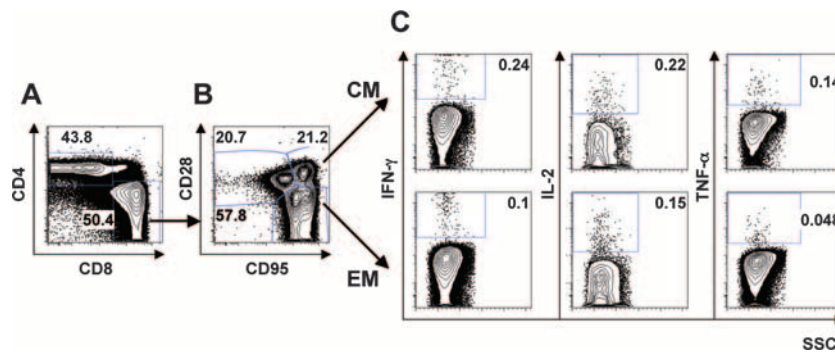 A
B
C
43.8
50.4
CD4
CD8
20.7
21.2
57.8
CD28
CD95
CM
EM
IFN-γ
0.24
0.1
IL-2
0.22
0.15
TNF-α
0.14
0.048
SSC